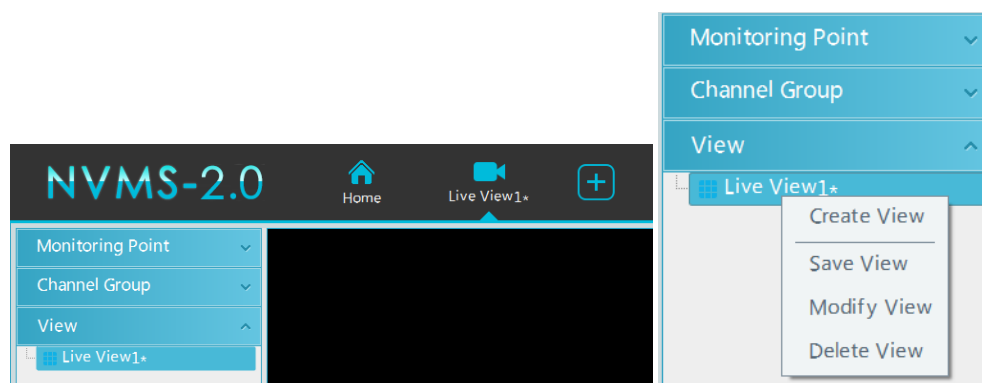 NVMS-2.0
Home
Live View1*
Monitoring Point
Channel Group
View
Live View1*
Monitoring Point
Channel Group
View
Live View1*
Create View
Save View
Modify View
Delete View